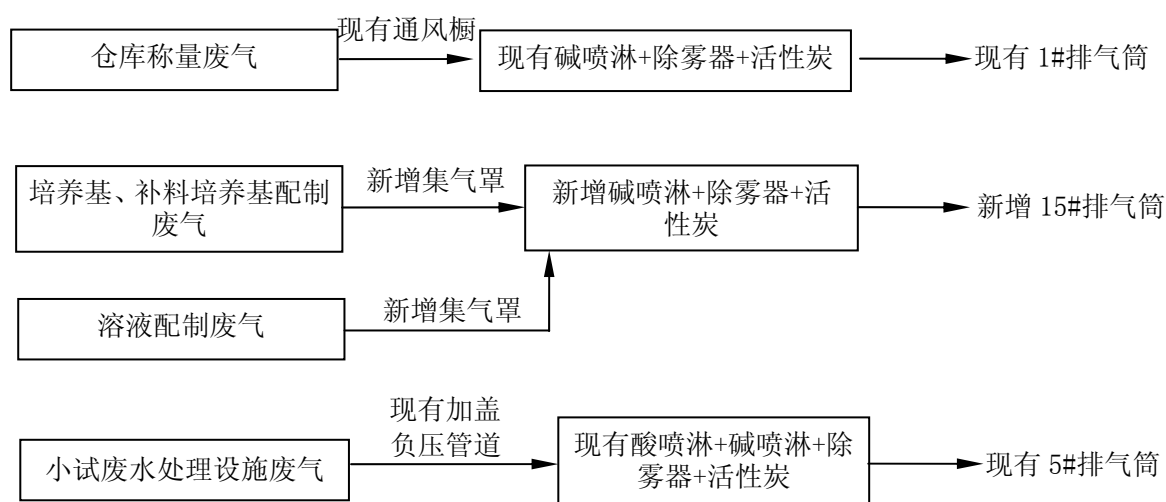 现有通风橱
仓库称量废气
现有碱喷淋+除雾器+活性炭
现有 1#排气筒
培养基、补料培养基配制
废气
新增集气罩
新增碱喷淋+除雾器+活
性炭
新增 15#排气筒
溶液配制废气
新增集气罩
现有加盖
负压管道
小试废水处理设施废气
现有酸喷淋+碱喷淋+除
雾器+活性炭
现有 5#排气筒